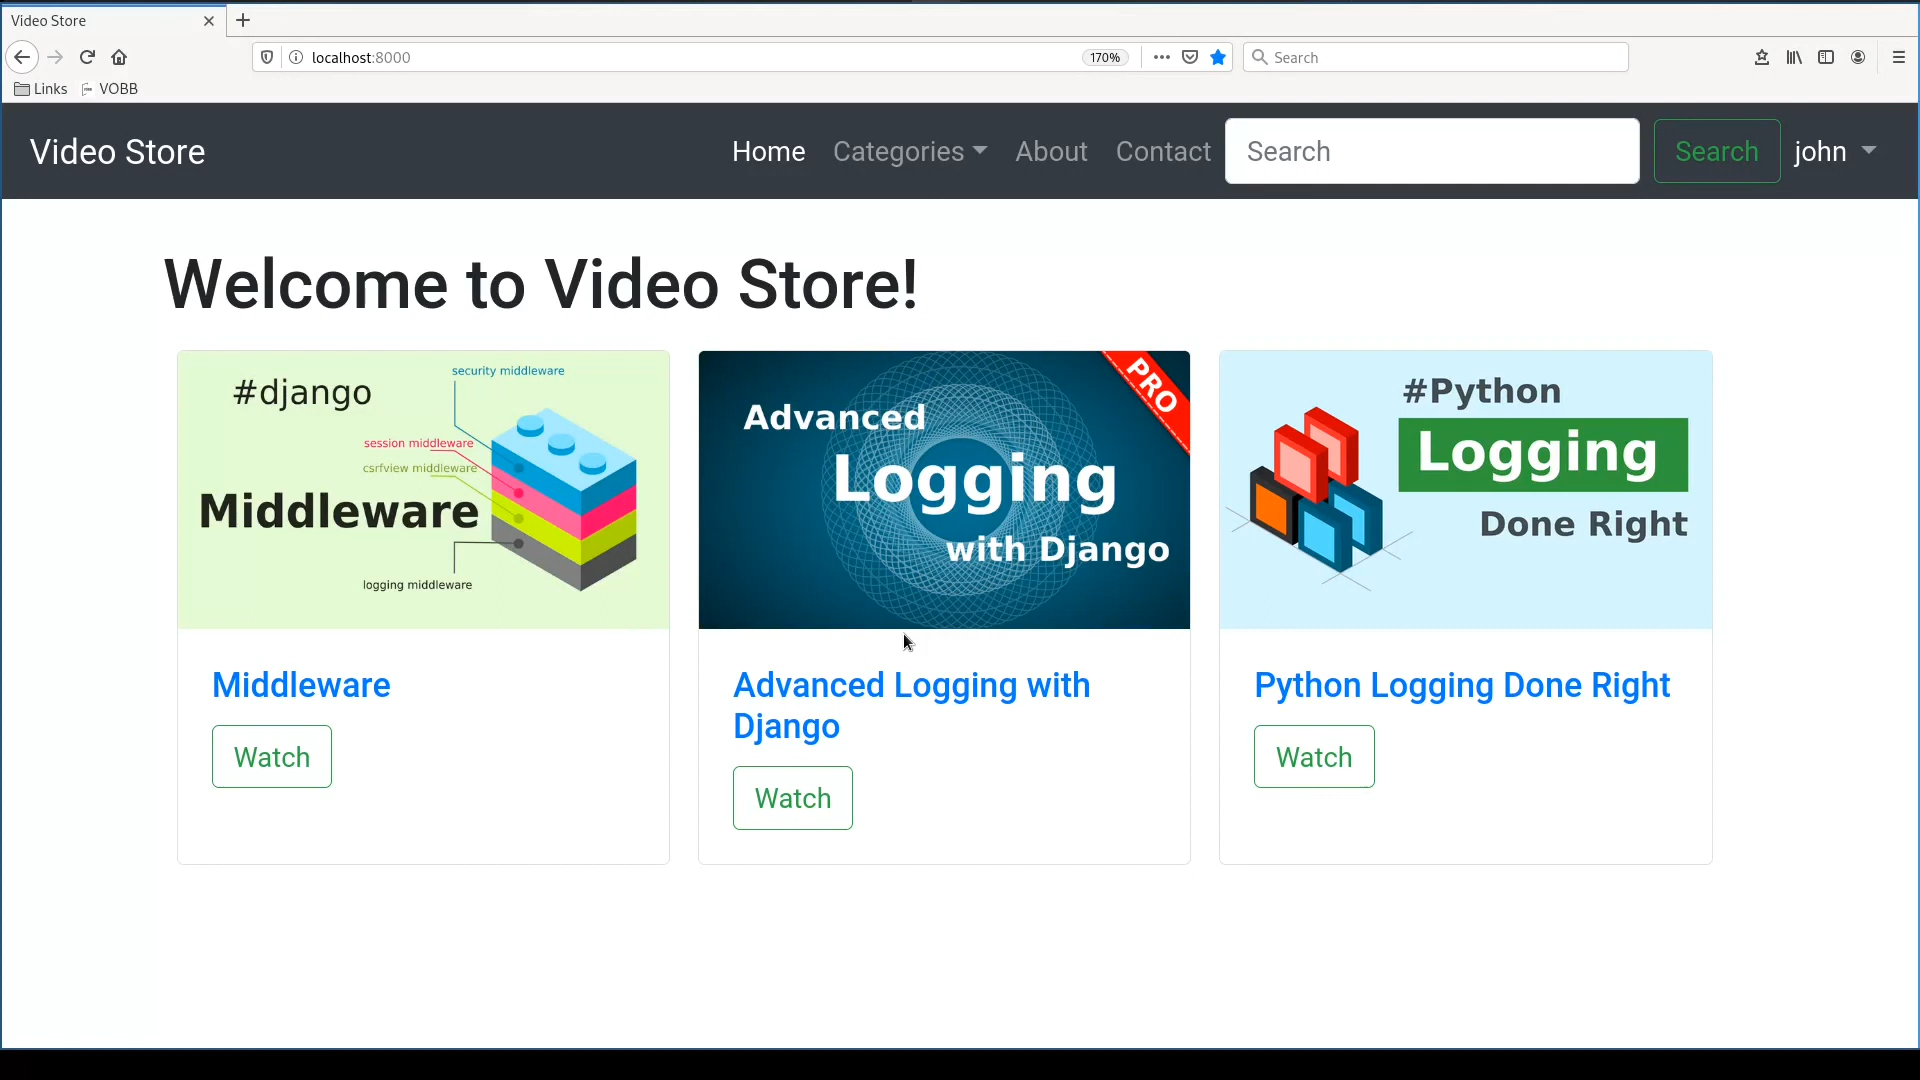 Video Store
localhost:8000
170%
Search
Links
VOBB
Video Store
Home
Categories
About
Contact
Search
Search
john
Welcome to Video Store!
#django
security middleware
session middleware
csrfview middleware
Middleware
logging middleware
Middleware
Watch
Advanced
Logging
with Django
PRO
Advanced Logging with
Django
Watch
#Python
Logging
Done Right
Python Logging Done Right
Watch